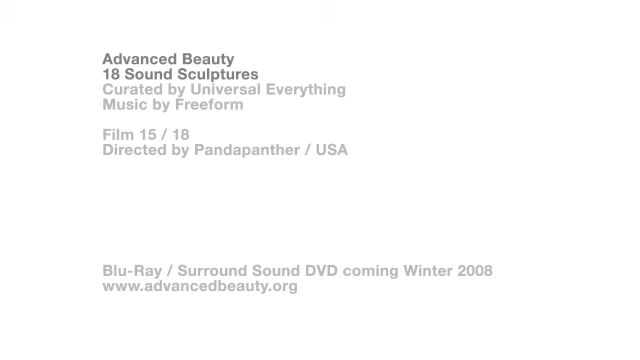 Advanced Beauty
18 Sound Sculptures
Curated by Universal Everything
Music by Freeform
Film 15 / 18
Directed by Pandapanther / USA
Blu-Ray / Surround Sound DVD coming Winter 2008
www.advancedbeauty.org